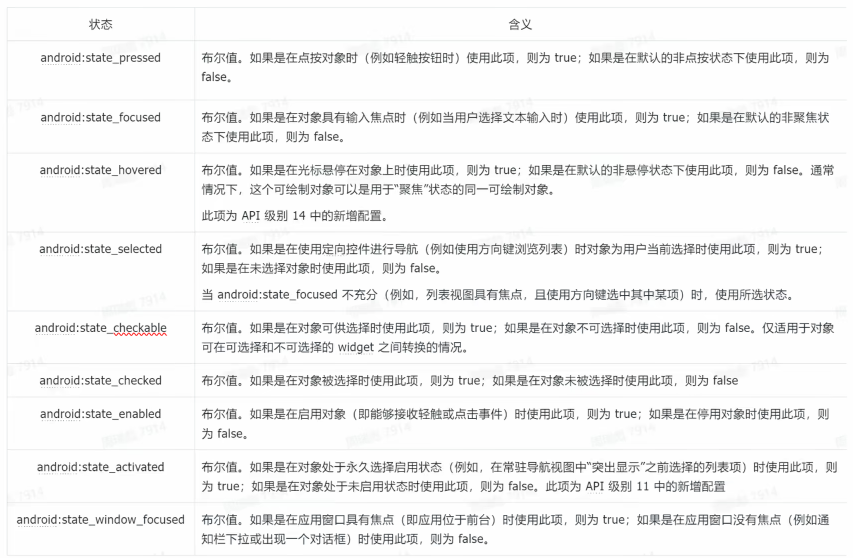 状态 含义
android:state_pressed 布尔值。如果是在点按对象时（例如轻触按钮时）使用此项，则为 true；如果是在默认的非点按状态下使用此项，则为
false。
android:state_focused 布尔值。如果是在对象具有输入焦点时（例如当用户选择文本输入时）使用此项，则为 true；如果是在默认的非聚焦状
态下使用此项，则为 false。
android:state_hovered 布尔值。如果是在光标悬停在对象上时使用此项，则为 true；如果是在默认的非悬停状态下使用此项，则为 false。通常
情况下，这个可绘制对象可以是用于“聚焦”状态的同一可绘制对象。
此项为 API 级别 14 中的新增配置。
android:state_selected 布尔值。如果是在使用定向控件进行导航（例如使用方向键浏览列表）时对象为用户当前选择时使用此项，则为 true；
如果是在未选择对象时使用此项，则为 false。
当 android:state_focused 不充分（例如，列表视图具有焦点，且使用方向键选中其中某项）时，使用所选状态。
android:state_checkable 布尔值。如果是在对象可供选择时使用此项，则为 true；如果是在对象不可选择时使用此项，则为 false。仅适用于对象
可在可选择和不可选择的 widget 之间转换的情况。
android:state_checked 布尔值。如果是在对象被选择时使用此项，则为 true；如果是在对象未被选择时使用此项，则为 false
android:state_enabled 布尔值。如果是在启用对象（即能够接收轻触或点击事件）时使用此项，则为 true；如果是在停用对象时使用此项，则
为 false。
android:state_activated 布尔值。如果是在对象处于永久选择启用状态（例如，在常驻导航视图中“突出显示”之前选择的列表项）时使用此项，则
为 true；如果在对象处于未启用状态时使用此项，则为 false。此项为 API 级别 11 中的新增配置
android:state_window_focused 布尔值。如果是在应用窗口具有焦点（即应用位于前台）时使用此项，则为 true；如果是在应用窗口没有焦点（例如通
知栏下拉或出现一个对话框）时使用此项，则为 false。